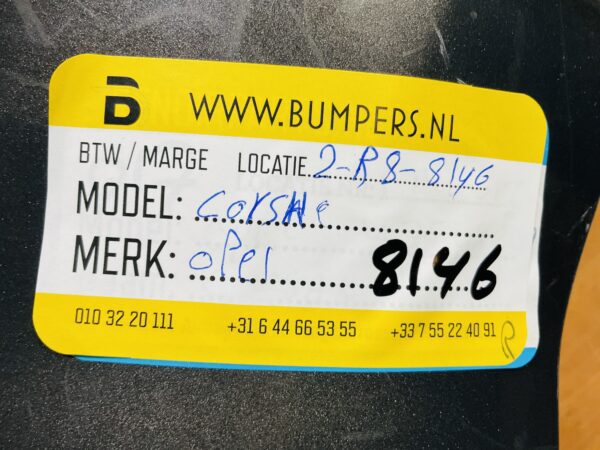 B WWW.BUMPERS.NL
BTW / MARGE LOCATIE 2-R8-8146
MODEL:
MERK: oPel 8146
010 32 20 111 +31 6 44 66 53 55 +33 7 55 22 40 91 R